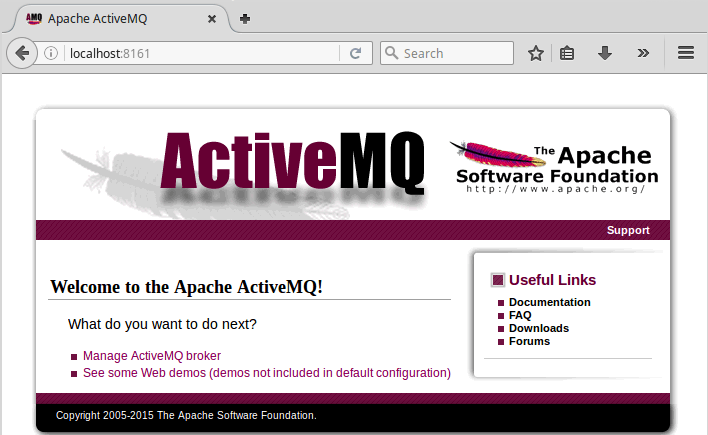 AMQ Apache ActiveMQ
localhost:8161
Search
ActiveMQ
The Apache
Software Foundation
http://www.apache.org/
Support
Welcome to the Apache ActiveMQ!
What do you want to do next?
Manage ActiveMQ broker
See some Web demos (demos not included in default configuration)
Useful Links
Documentation
FAQ
Downloads
Forums
Copyright 2005-2015 The Apache Software Foundation.